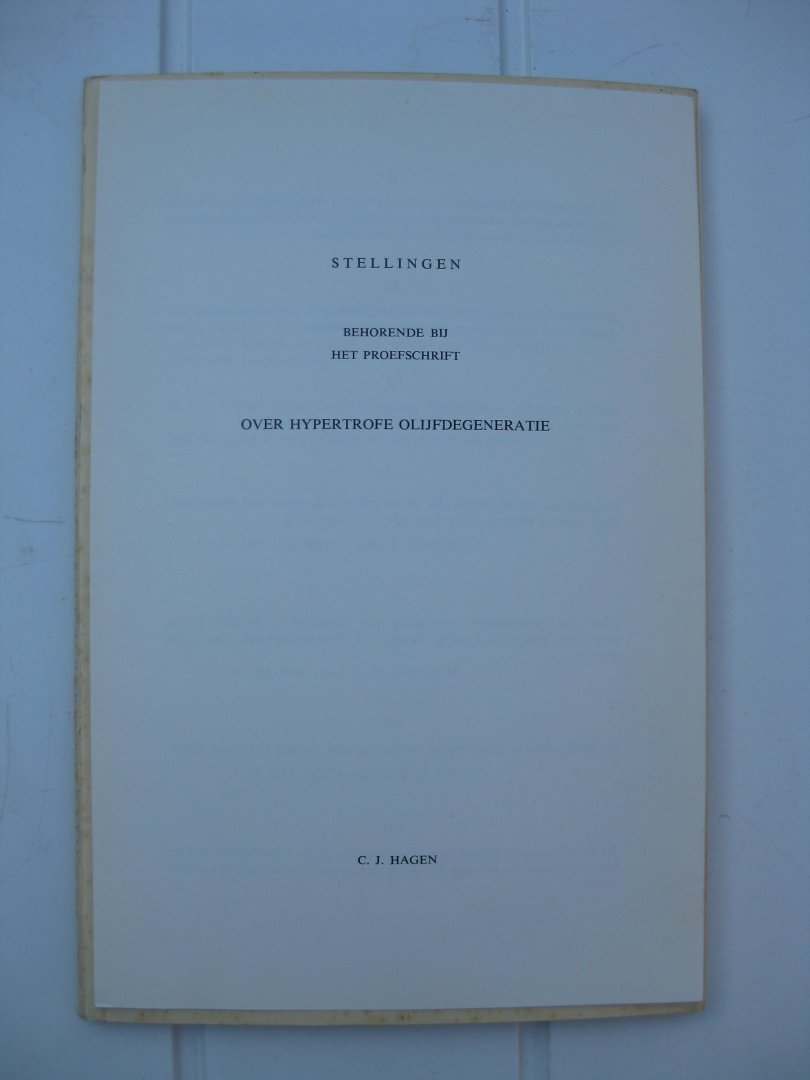 STELLINGEN
BEHORENDE BIJ
HET PROEFSCHRIFT
OVER HYPERTROFE OLIJFDEGENERATIE
C. J. HAGEN